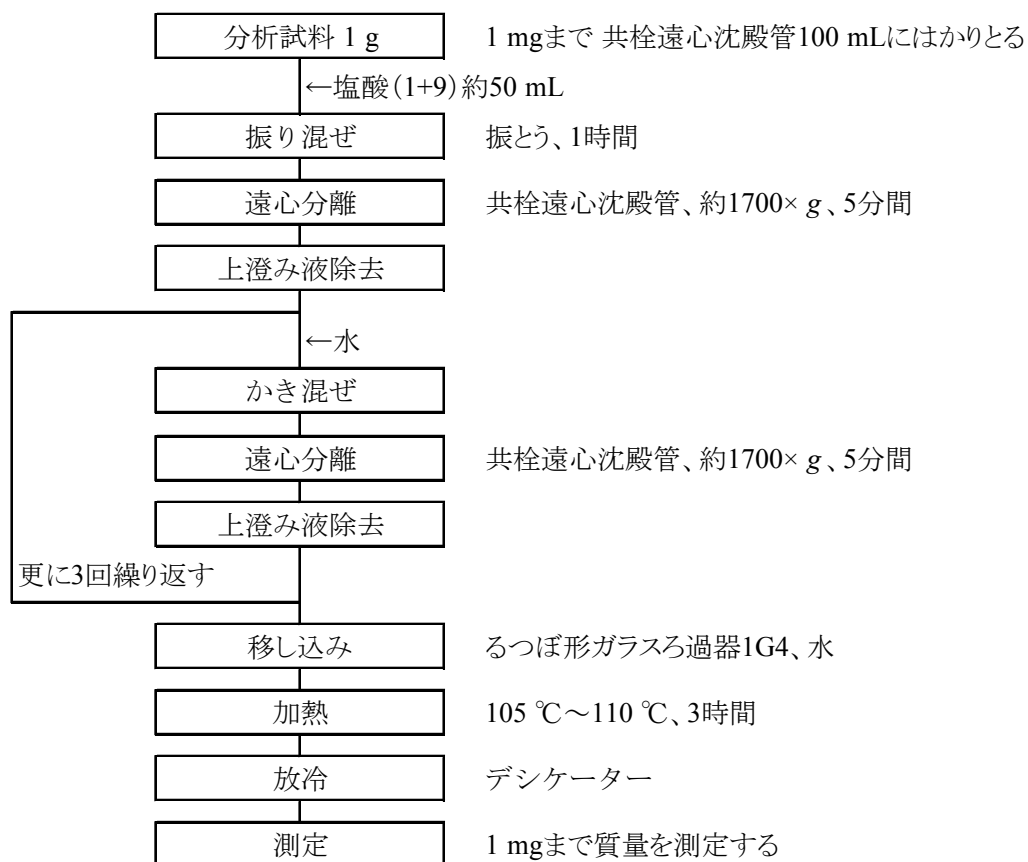 分析試料 1 g 1 mgまで 共栓遠心沈殿管100 mLにはかりとる
←塩酸（1+9）約50 mL
振り混ぜ 振とう、1時間
遠心分離 共栓遠心沈殿管、約1700× g 、5分間
上澄み液除去
←水
かき混ぜ
遠心分離 共栓遠心沈殿管、約1700× g 、5分間
上澄み液除去
更に3回繰り返す
移し込み るつぼ形ガラスろ過器1G4、水
加熱 105 ℃～110 ℃、3時間
放冷 デシケーター
測定 1 mgまで質量を測定する